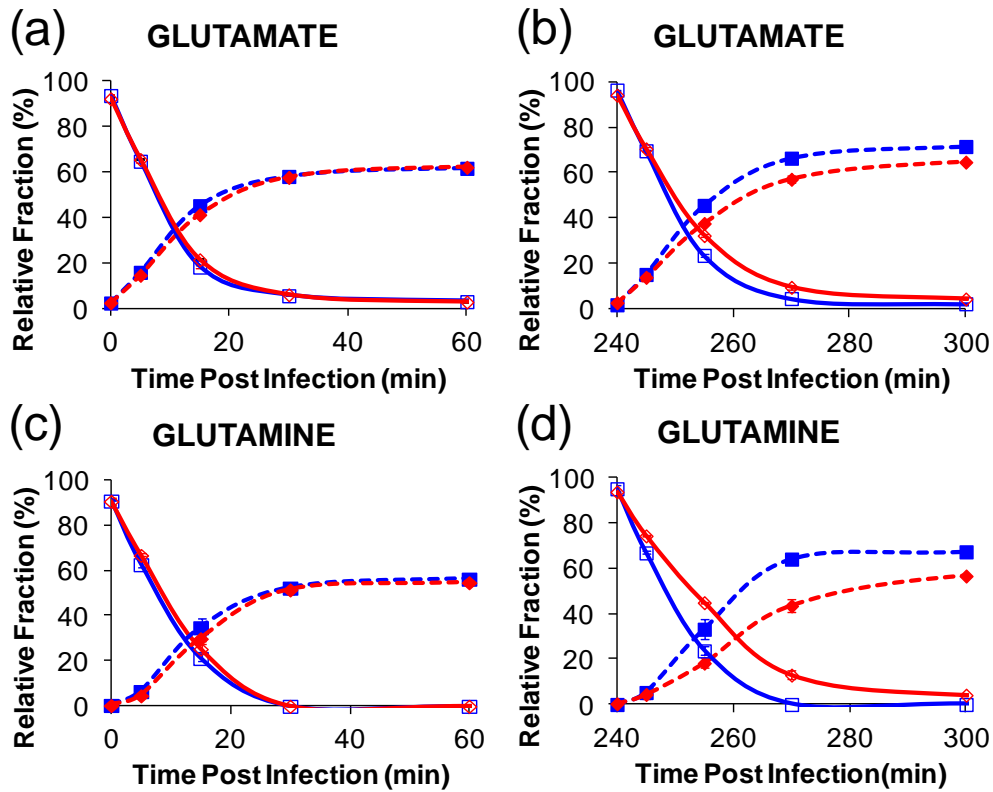 (a) GLUTAMATE
Relative Fraction (%)
100
80
60
40
20
0
0 20 40 60
Time Post Infection (min)
(b) GLUTAMATE
Relative Fraction (%)
100
80
60
40
20
0
240 260 280 300
Time Post Infection (min)
(c) GLUTAMINE
Relative Fraction (%)
100
80
60
40
20
0
0 20 40 60
Time Post Infection (min)
(d) GLUTAMINE
Relative Fraction (%)
100
80
60
40
20
0
240 260 280 300
Time Post Infection(min)